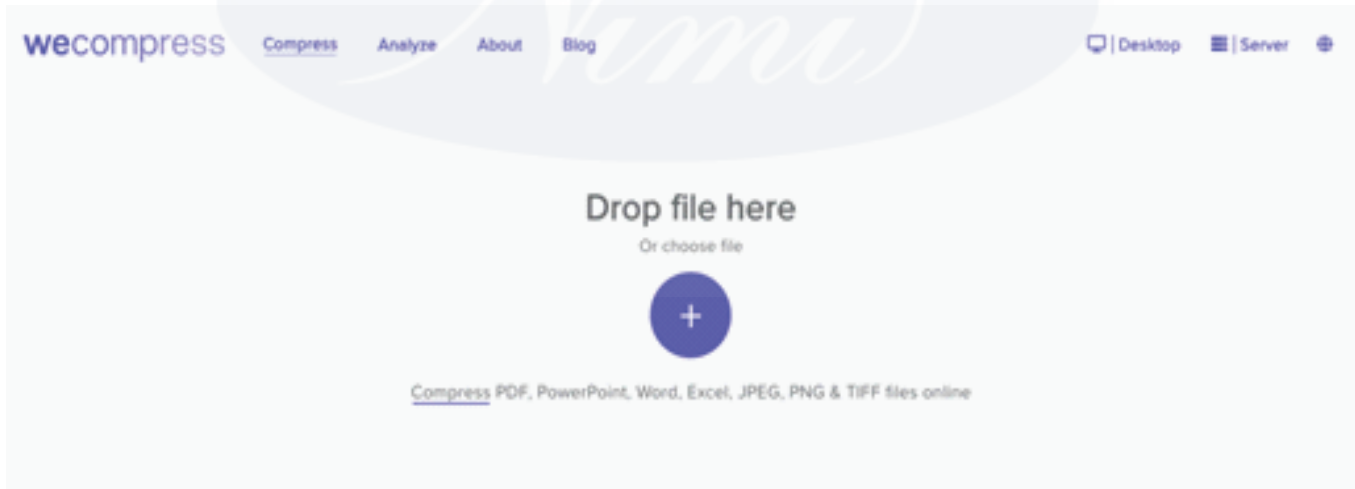 Nimi
wecompress Compress Analyze About Blog | Desktop | Server
Drop file here
Or choose file
+
Compress PDF, PowerPoint, Word, Excel, JPEG, PNG & TIFF files online